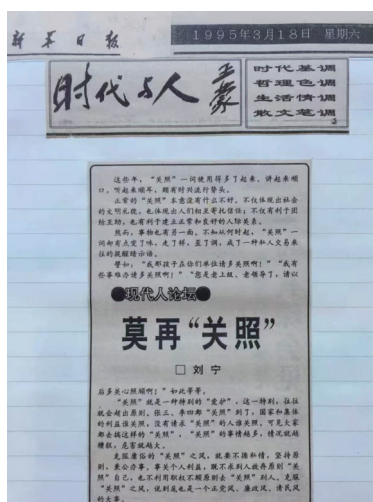 新华日报
1995年3月18日 星期六
时代与人
王蒙
时代基调
哲理色调
生活情调
散文笔调
这些年,“关照”一词使用得多了起来,讲起来顺
口,听起来顺耳,颇有时兴流行势头。
正常的“关照”本意没有什么不好。不仅体现出社会
的文明礼貌,也体现出人们相互寄托信任;不仅有利于团
结互助,也有利于建立正常和良好的人际关系。
然而,事物也有另一面。不知从何时起,“关照”一
词却有点变了味,走了样,歪了调,成了一种私人交易来
往的提醒暗示语。
譬如,“我那孩子在你们单位请多关照啊!”“我有
些事难办请多关照啊!”“您是老上级、老领导了,请以
现代人论坛
莫再“关照”
□ 刘宁
后多关心照顾啊!”如此等等。
“关照”就是一种特别的“爱护”,这一特别,往往
就会超出原则,张三、李四都“关照”到了,国家和集体
的利益谁关照,没有请求“关照”的人谁关照,可见大家
都去搞这样的“关照”,“关照”的事情越多,情况就越
糟糕,危害就越大。
克服庸俗的“关照”之风,就要不徇私情,坚持原
则,秉公办事,事关个人利益,既不求别人放弃原则“关
照”自己,也不利用职权不顾原则去“关照”别人。克服
“关照”之风,说到底也是一个正党风、廉政风、清民风
的大事。